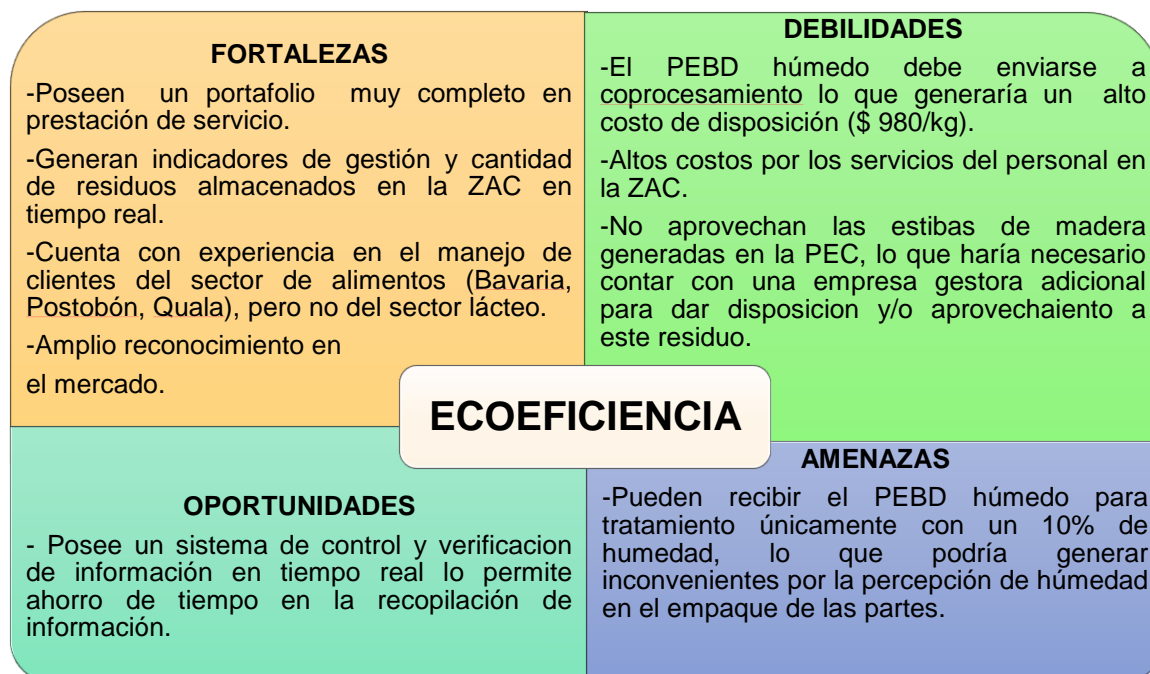 FORTALEZAS
-Poseen un portafolio muy completo en
prestación de servicio.
-Generan indicadores de gestión y cantidad
de residuos almacenados en la ZAC en
tiempo real.
-Cuenta con experiencia en el manejo de
clientes del sector de alimentos (Bavaria,
Postobón, Quala), pero no del sector lácteo.
-Amplio reconocimiento en
el mercado.
DEBILIDADES
-El PEBD húmedo debe enviarse a
coprocesamiento lo que generaría un alto
costo de disposición ($ 980/kg).
-Altos costos por los servicios del personal en
la ZAC.
-No aprovechan las estibas de madera
generadas en la PEC, lo que haría necesario
contar con una empresa gestora adicional
para dar disposicion y/o aprovechaiento a
este residuo.
ECOEFICIENCIA
OPORTUNIDADES
- Posee un sistema de control y verificacion
de información en tiempo real lo permite
ahorro de tiempo en la recopilación de
información.
AMENAZAS
-Pueden recibir el PEBD húmedo para
tratamiento únicamente con un 10% de
humedad, lo que podría generar
inconvenientes por la percepción de húmedad
en el empaque de las partes.